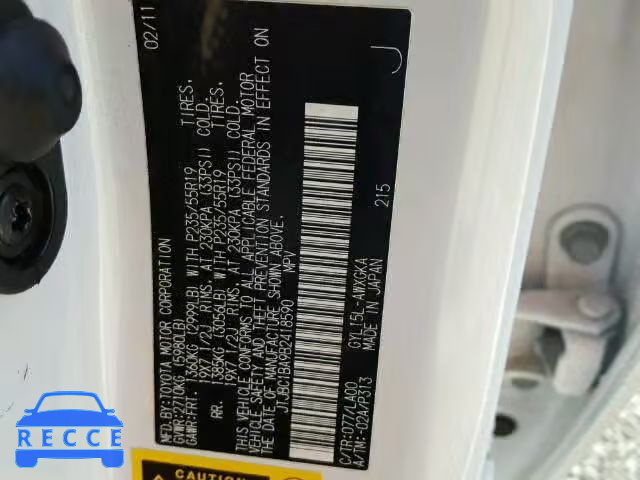 MFD.BY:TOYOTA MOTOR CORPORATION 02/11
GVWR:2710KG (5980LB)
GAWR-FRT. 1360KG (2999LB) WITH P235/55R19 TIRES,
19X7 1/2J RIMS, AT 230KPA (33PSI) COLD.
RR. 1385KG (3056LB) WITH P235/55R19 TIRES,
19X7 1/2J RIMS, AT 230KPA (33PSI) COLD.
THIS VEHICLE CONFORMS TO ALL APPLICABLE FEDERAL MOTOR
VEHICLE SAFETY AND THEFT PREVENTION STANDARDS IN EFFECT ON
THE DATE OF MANUFACTURE SHOWN ABOVE.
JTJBC1BA9B2418590 MPV
C/TR:077/LA00 GYL15L-AWXGKA
A/TM:-02A/P313 MADE IN JAPAN 215
J
CAUTION
RECCE